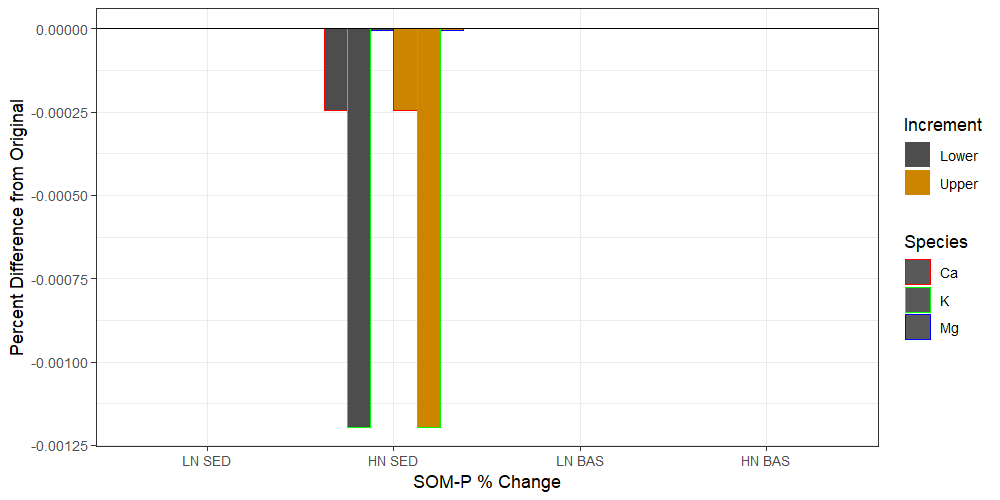 Percent Difference from Original
0.00000
-0.00025
-0.00050
-0.00075
-0.00100
-0.00125
LN SED
HN SED
LN BAS
HN BAS
SOM-P % Change
Increment
Lower
Upper
Species
Ca
K
Mg